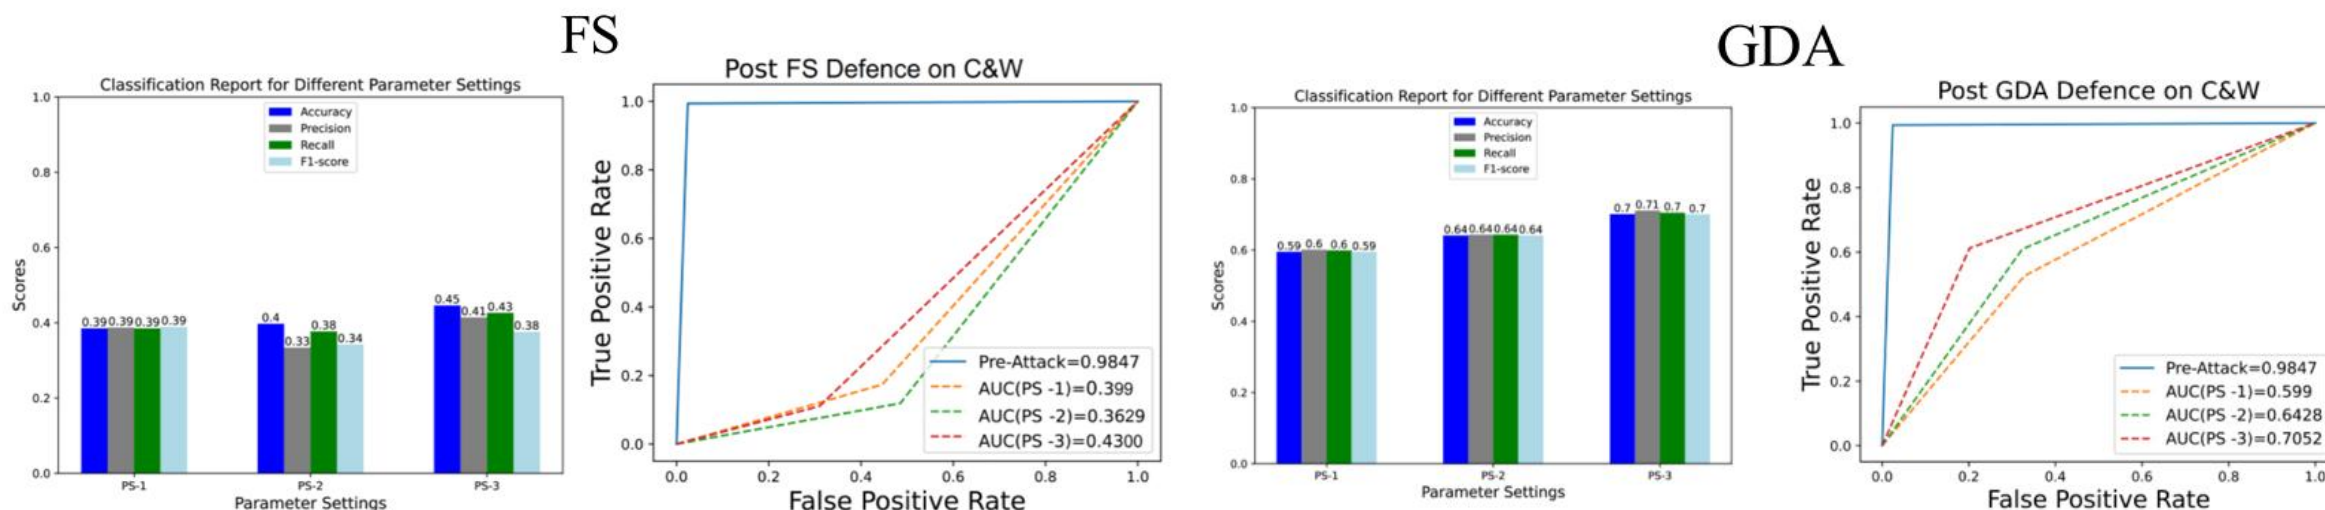 FS
Classification Report for Different Parameter Settings
1.0
0.8
0.6
0.4
0.2
0.0
Scores
Accuracy
Precision
Recall
F1-score
0.39 0.39 0.39 0.39
0.4
0.33
0.38
0.34
0.45
0.41
0.43
0.38
PS-1
PS-2
PS-3
Parameter Settings
Post FS Defence on C&W
True Positive Rate
1.0
0.8
0.6
0.4
0.2
0.0
Pre-Attack=0.9847
AUC(PS -1)=0.399
AUC(PS -2)=0.3629
AUC(PS -3)=0.4300
0.0
0.2
0.4
0.6
0.8
1.0
False Positive Rate
GDA
Classification Report for Different Parameter Settings
1.0
0.8
0.6
0.4
0.2
0.0
Scores
Accuracy
Precision
Recall
F1-score
0.59 0.6 0.6 0.59
0.64 0.64 0.64 0.64
0.7 0.71 0.7 0.7
PS-1
PS-2
PS-3
Parameter Settings
Post GDA Defence on C&W
True Positive Rate
1.0
0.8
0.6
0.4
0.2
0.0
Pre-Attack=0.9847
AUC(PS -1)=0.599
AUC(PS -2)=0.6428
AUC(PS -3)=0.7052
0.0
0.2
0.4
0.6
0.8
1.0
False Positive Rate